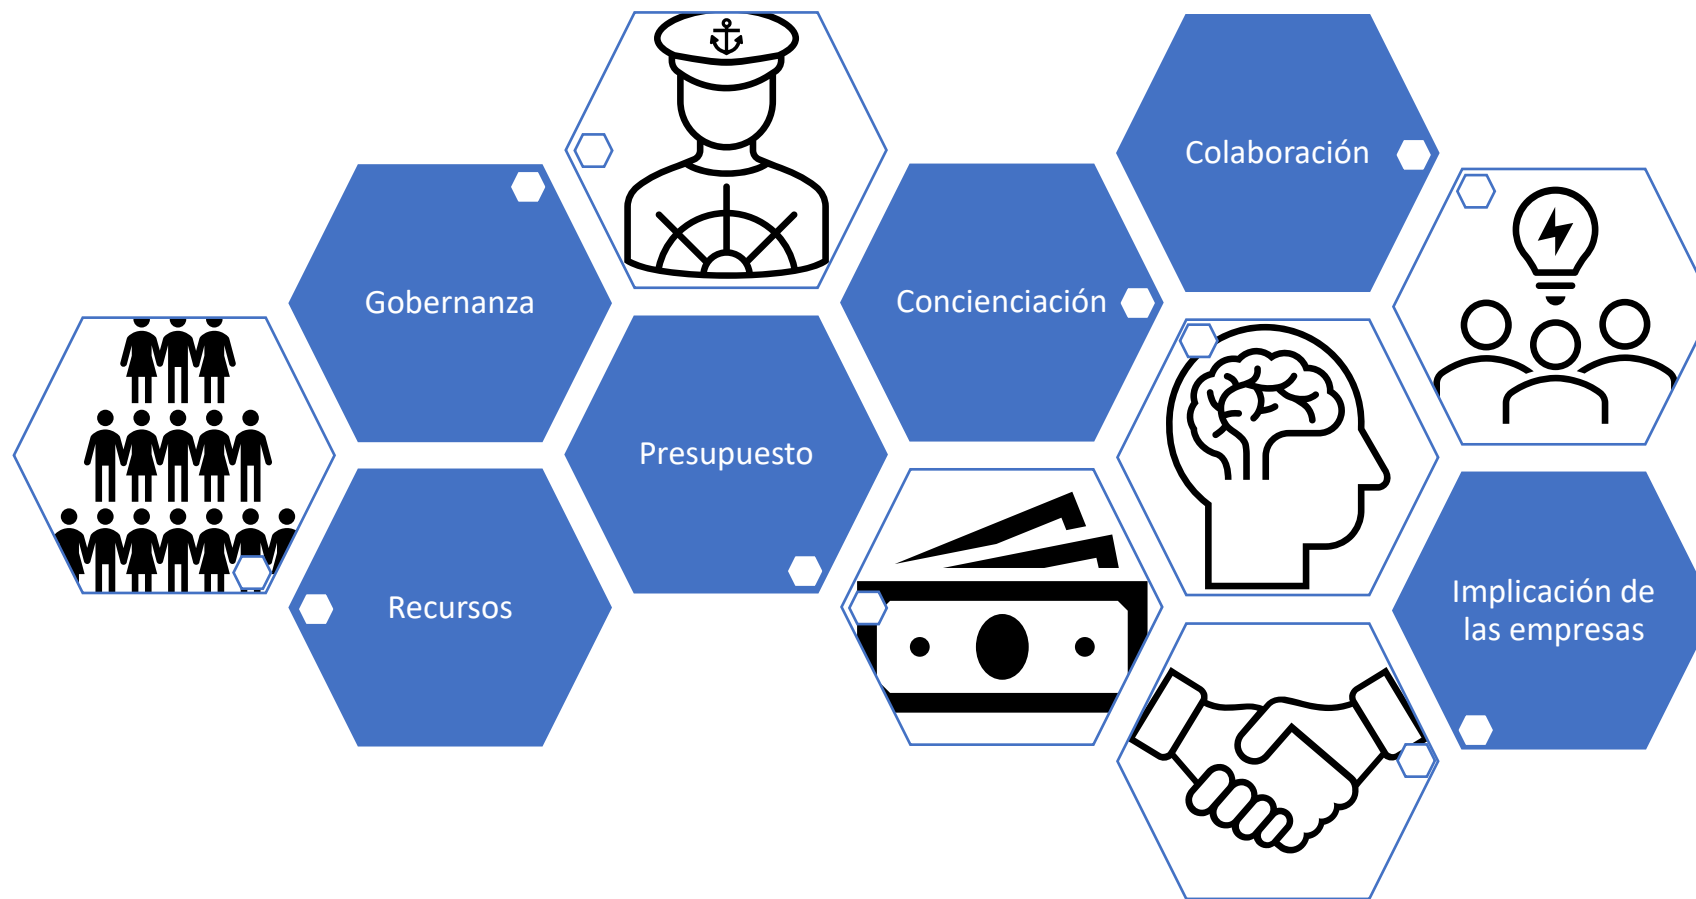 Colaboración
Gobernanza
Concienciación
Presupuesto
Recursos
Implicación de
las empresas